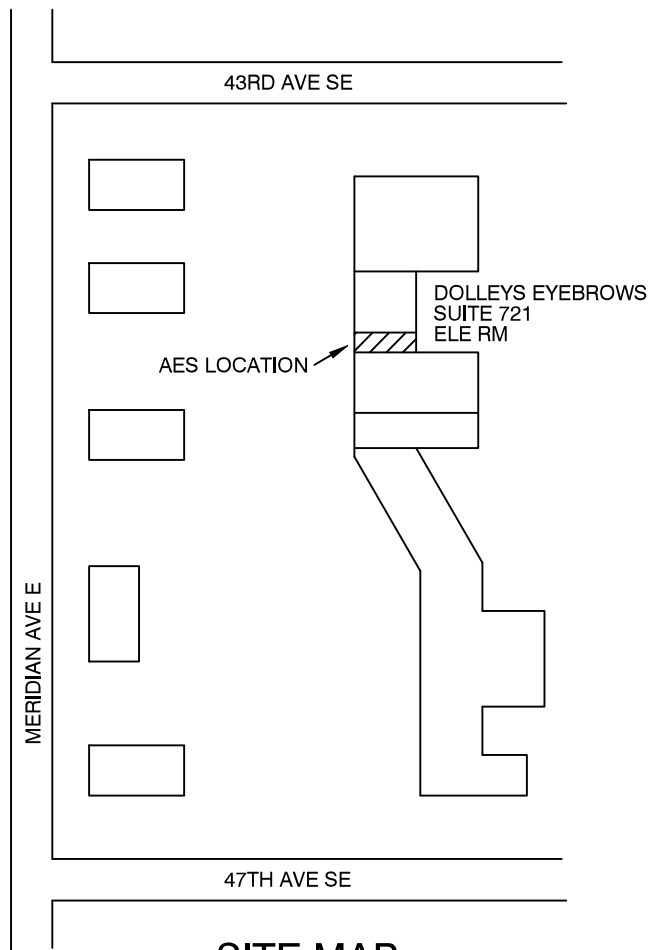 43RD AVE SE
DOLLEYS EYEBROWS
SUITE 721
ELE RM
AES LOCATION
MERIDIAN AVE E
47TH AVE SE
SITE MAP